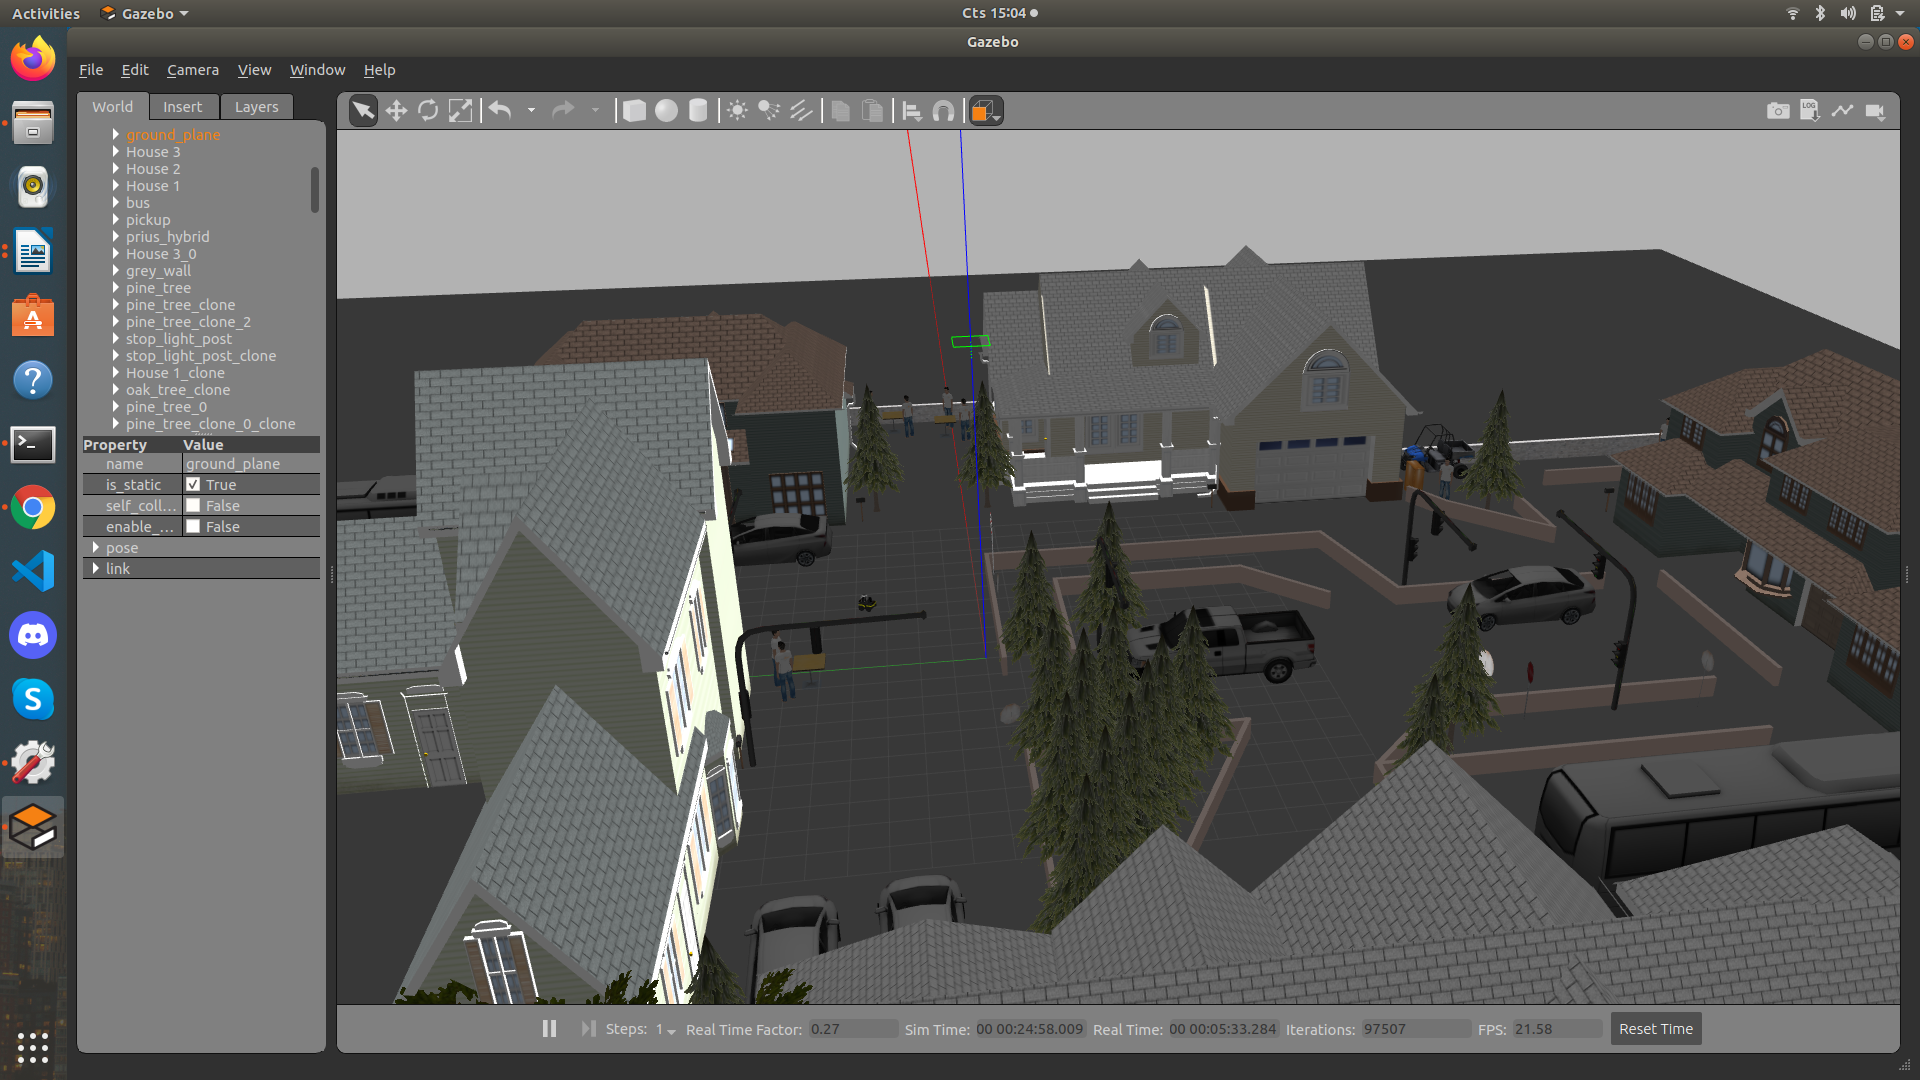 Activities
Gazebo
Cts 15:04
Gazebo
File Edit Camera View Window Help
World Insert Layers
LOG
ground_plane
House 3
House 2
House 1
bus
pickup
prius_hybrid
House 3_0
grey_wall
pine_tree
pine_tree_clone
pine_tree_clone_2
stop_light_post
stop_light_post_clone
House 1_clone
oak_tree_clone
pine_tree_0
pine_tree_clone_0_clone
Property Value
name ground_plane
is_static True
self_coll... False
enable_... False
pose
link
Steps: 1 Real Time Factor: 0.27 Sim Time: 00 00:24:58.009 Real Time: 00 00:05:33.284 Iterations: 97507 FPS: 21.58 Reset Time